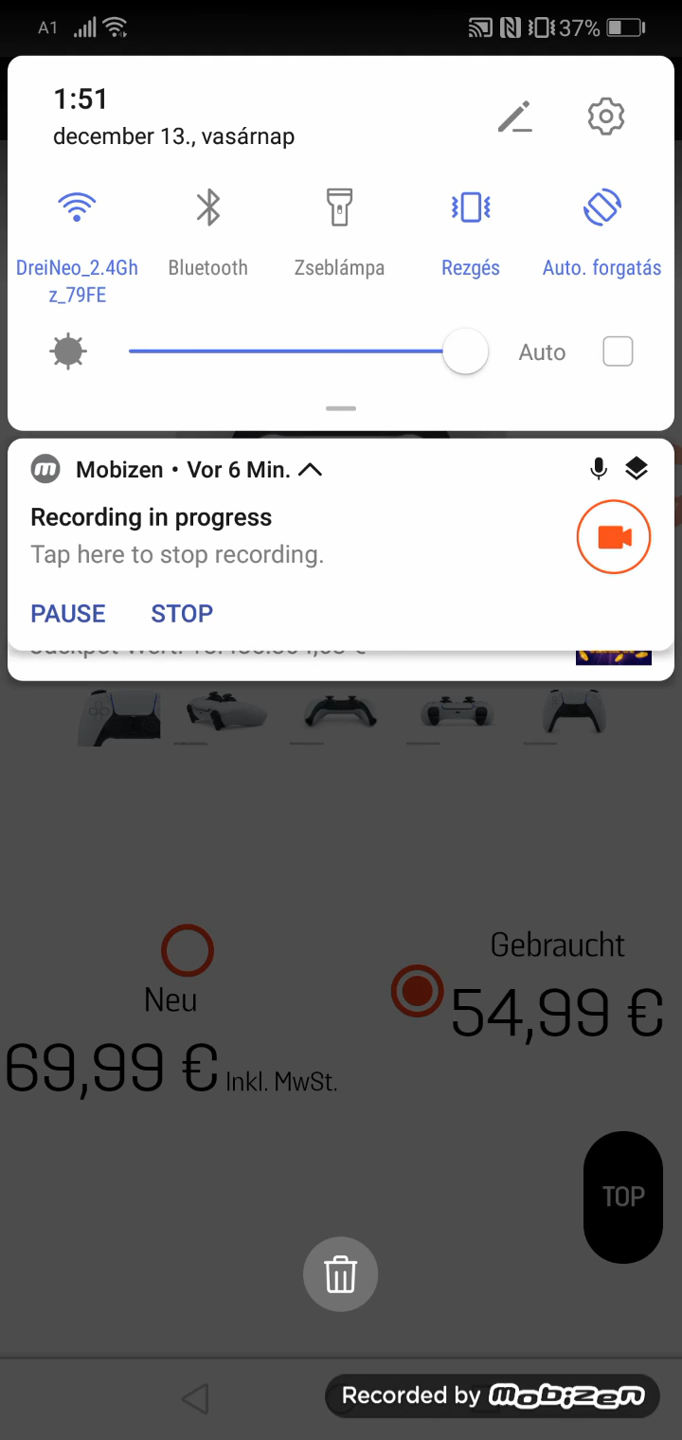 A1 37%
1:51
december 13., vasárnap
DreiNeo_2.4Gh
z_79FE
Bluetooth
Zseblámpa
Rezgés
Auto. forgatás
Auto
Mobizen • Vor 6 Min.
Recording in progress
Tap here to stop recording.
PAUSE STOP
Gebraucht
54,99 €
Neu
69,99 € Inkl. MwSt.
TOP
Recorded by mobizen